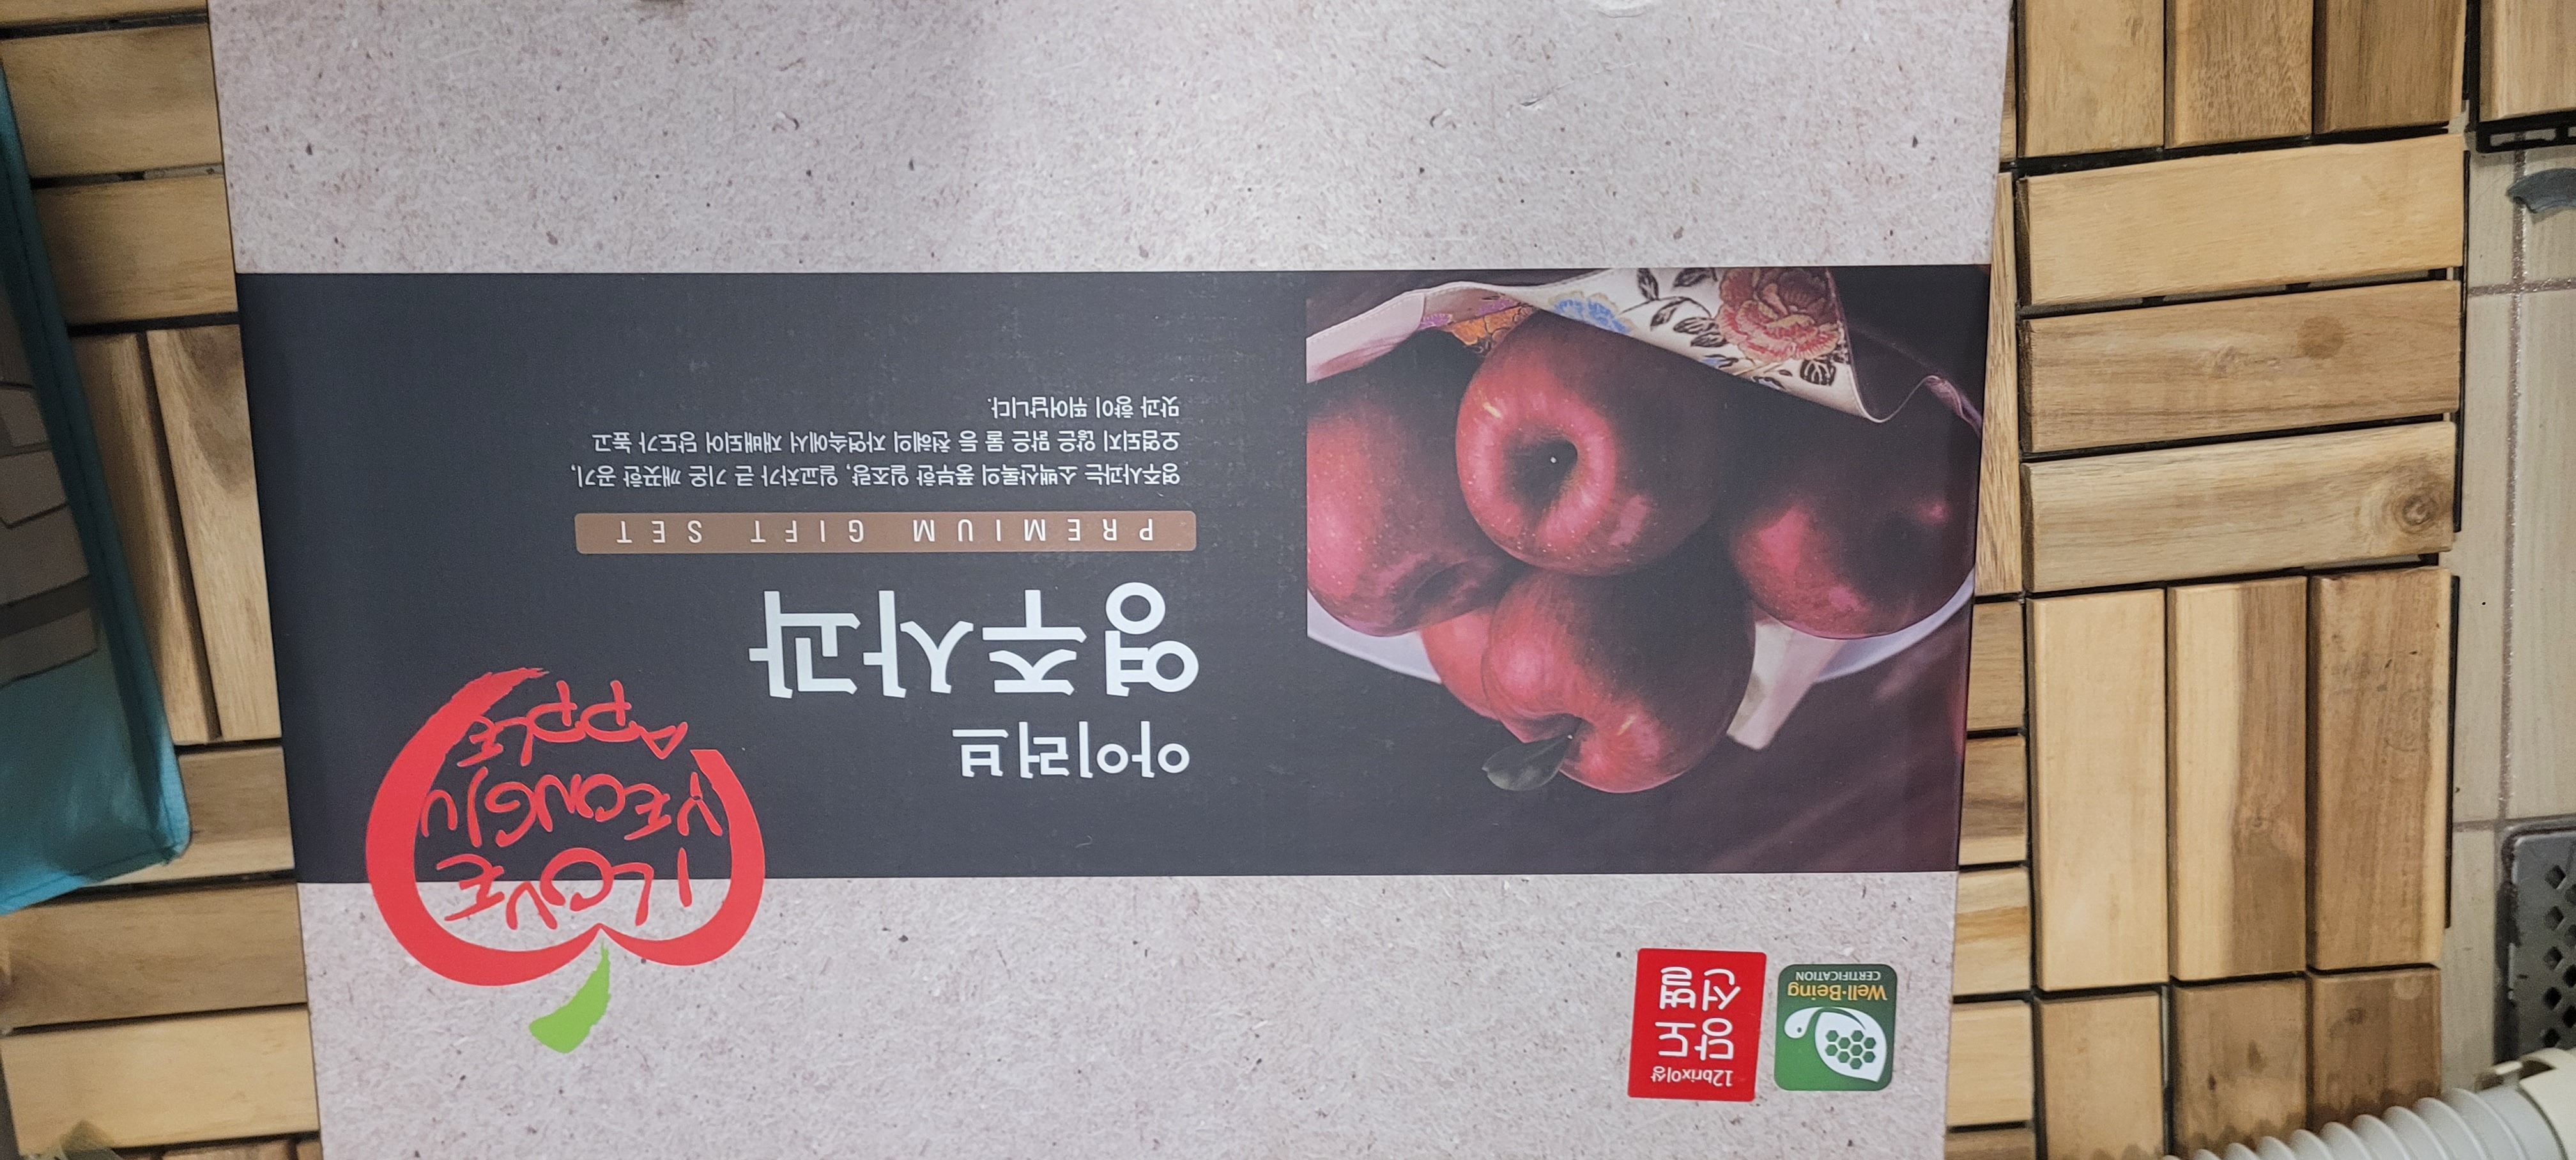 Well-Being
CERTIFICATION
12brix이상
당도
선별
I LOVE
YEONGJU
APPLE
아이러브
영주사과
PREMIUM GIFT SET
영주사과는 소백산록의 풍부한 일조량, 일교차가 큰 기온 깨끗한 공기,
오염되지 않은 맑은 물 등 천혜의 자연속에서 재배되어 당도가 높고
맛과 향이 뛰어납니다.